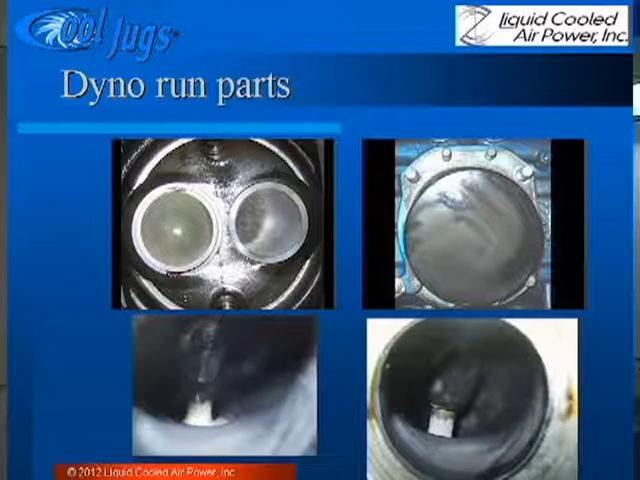 Cool Jugs
Liquid Cooled
Air Power, Inc.
Dyno run parts
© 2012 Liquid Cooled Air Power, Inc